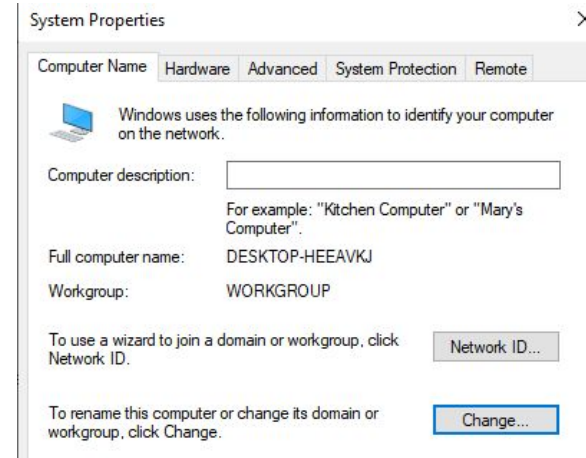 System Properties
Computer Name Hardware Advanced System Protection Remote
Windows uses the following information to identify your computer
on the network.
Computer description:
For example: "Kitchen Computer" or "Mary's
Computer".
Full computer name: DESKTOP-HEEAVKJ
Workgroup: WORKGROUP
To use a wizard to join a domain or workgroup, click
Network ID.
Network ID...
To rename this computer or change its domain or
workgroup, click Change.
Change...